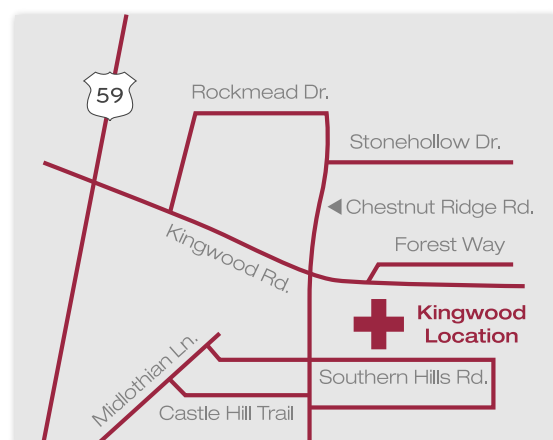 59
Rockmead Dr.
Stonehollow Dr.
Chestnut Ridge Rd.
Forest Way
Kingwood Rd.
Kingwood
Location
Midlothian Ln.
Southern Hills Rd.
Castle Hill Trail